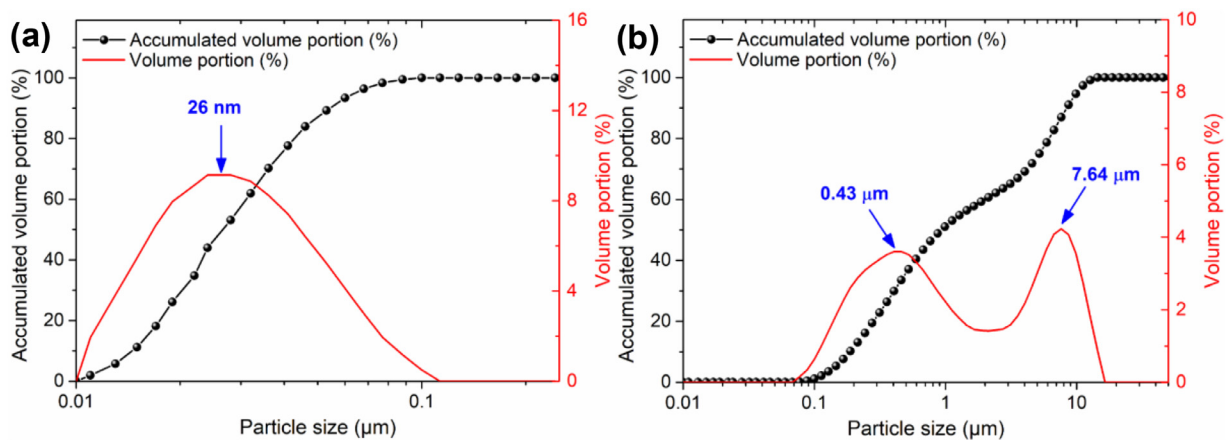 (a)
Accumulated volume portion (%)
Volume portion (%)
26 nm
Accumulated volume portion (%)
100
80
60
40
20
0
16
12
8
4
0
Volume portion (%)
0.01
0.1
Particle size (µm)
(b)
Accumulated volume portion (%)
Volume portion (%)
0.43 µm
7.64 µm
Accumulated volume portion (%)
100
80
60
40
20
0
10
8
6
4
2
0
Volume portion (%)
0.01
0.1
1
10
Particle size (µm)